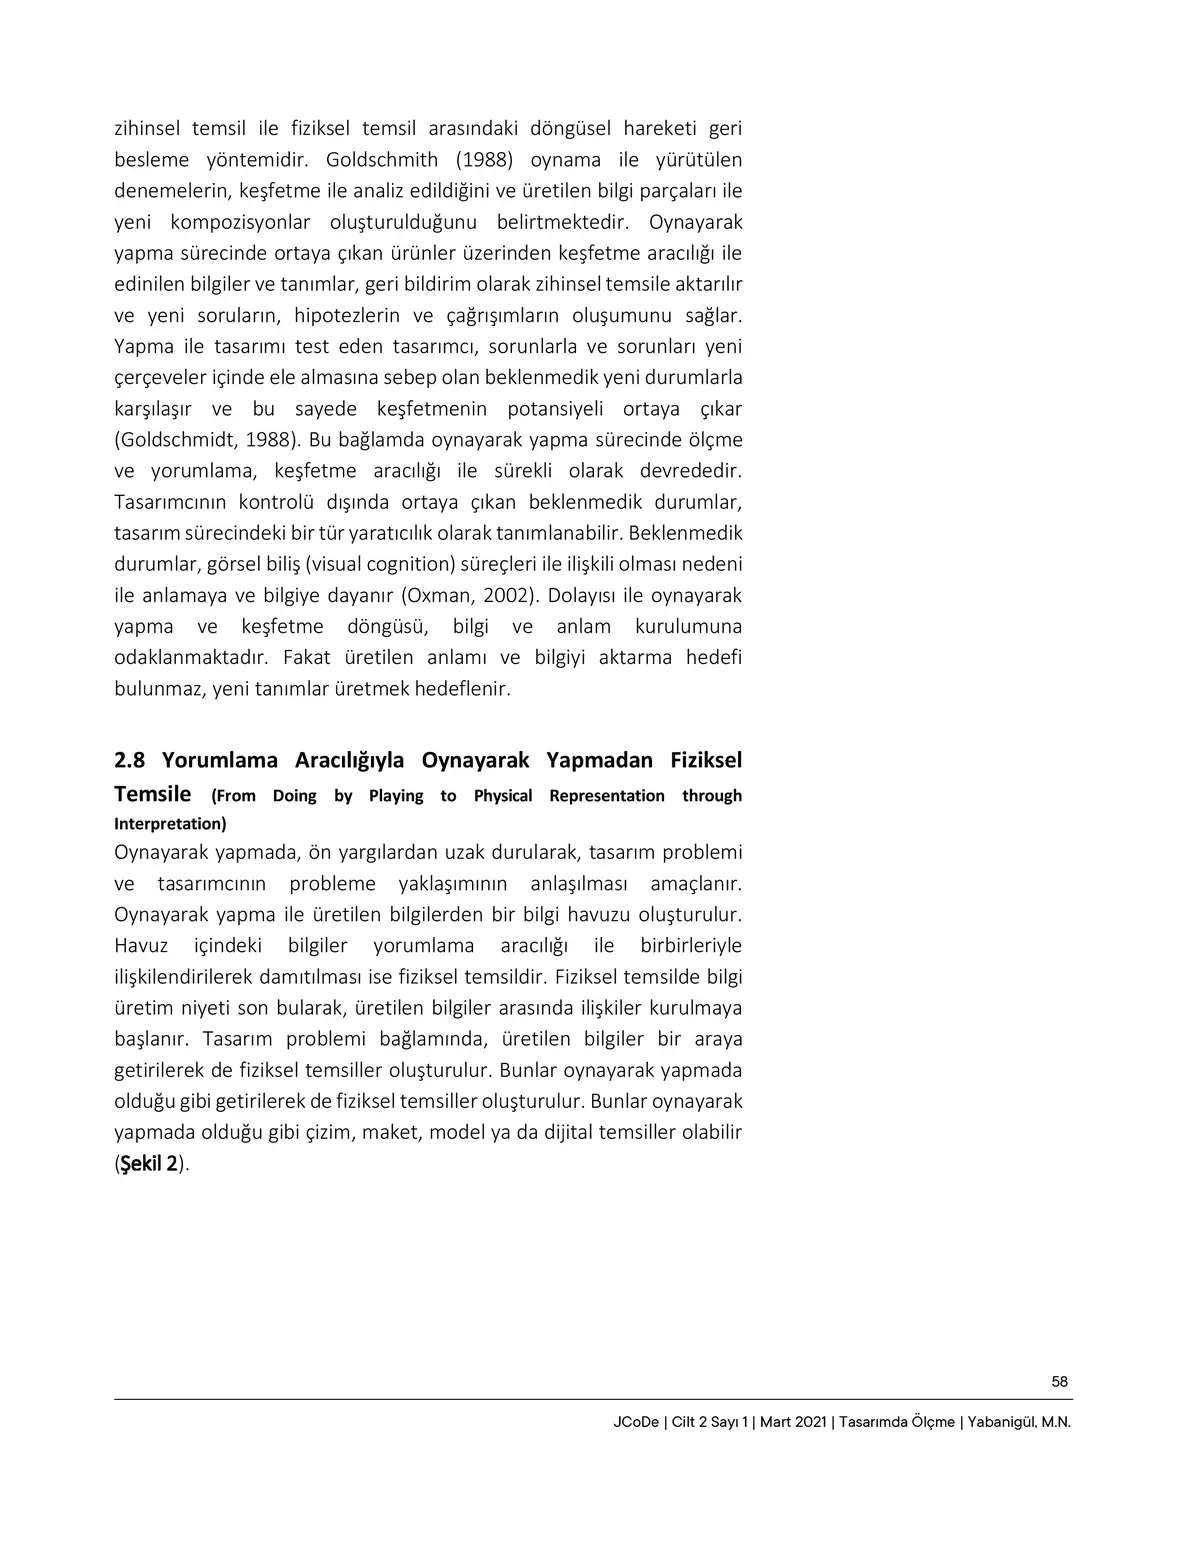 zihinsel temsil ile fiziksel temsil arasındaki döngüsel hareketi geri
besleme yöntemidir. Goldschmith (1988) oynama ile yürütülen
denemelerin, keşfetme ile analiz edildiğini ve üretilen bilgi parçaları ile
yeni kompozisyonlar oluşturulduğunu belirtmektedir. Oynayarak
yapma sürecinde ortaya çıkan ürünler üzerinden keşfetme aracılığı ile
edinilen bilgiler ve tanımlar, geri bildirim olarak zihinsel temsile aktarılır
ve yeni soruların, hipotezlerin ve çağrışımların oluşumunu sağlar.
Yapma ile tasarımı test eden tasarımcı, sorunlarla ve sorunları yeni
çerçeveler içinde ele almasına sebep olan beklenmedik yeni durumlarla
karşılaşır ve bu sayede keşfetmenin potansiyeli ortaya çıkar
(Goldschmidt, 1988). Bu bağlamda oynayarak yapma sürecinde ölçme
ve yorumlama, keşfetme aracılığı ile sürekli olarak devrededir.
Tasarımcının kontrolü dışında ortaya çıkan beklenmedik durumlar,
tasarım sürecindeki bir tür yaratıcılık olarak tanımlanabilir. Beklenmedik
durumlar, görsel biliş (visual cognition) süreçleri ile ilişkili olması nedeni
ile anlamaya ve bilgiye dayanır (Oxman, 2002). Dolayısı ile oynayarak
yapma ve keşfetme döngüsü, bilgi ve anlam kurulumuna
odaklanmaktadır. Fakat üretilen anlamı ve bilgiyi aktarma hedefi
bulunmaz, yeni tanımlar üretmek hedeflenir.
2.8 Yorumlama Aracılığıyla Oynayarak Yapmadan Fiziksel
Temsile (From Doing by Playing to Physical Representation through
Interpretation)
Oynayarak yapmada, ön yargılardan uzak durularak, tasarım problemi
ve tasarımcının probleme yaklaşımının anlaşılması amaçlanır.
Oynayarak yapma ile üretilen bilgilerden bir bilgi havuzu oluşturulur.
Havuz içindeki bilgiler yorumlama aracılığı ile birbirleriyle
ilişkilendirilerek damıtılması ise fiziksel temsildir. Fiziksel temsilde bilgi
üretim niyeti son bularak, üretilen bilgiler arasında ilişkiler kurulmaya
başlanır. Tasarım problemi bağlamında, üretilen bilgiler bir araya
getirilerek de fiziksel temsiller oluşturulur. Bunlar oynayarak yapmada
olduğu gibi getirilerek de fiziksel temsiller oluşturulur. Bunlar oynayarak
yapmada olduğu gibi çizim, maket, model ya da dijital temsiller olabilir
(Şekil 2).
58
JCoDe | Cilt 2 Sayı 1 | Mart 2021 | Tasarımda Ölçme | Yabanigül, M.N.